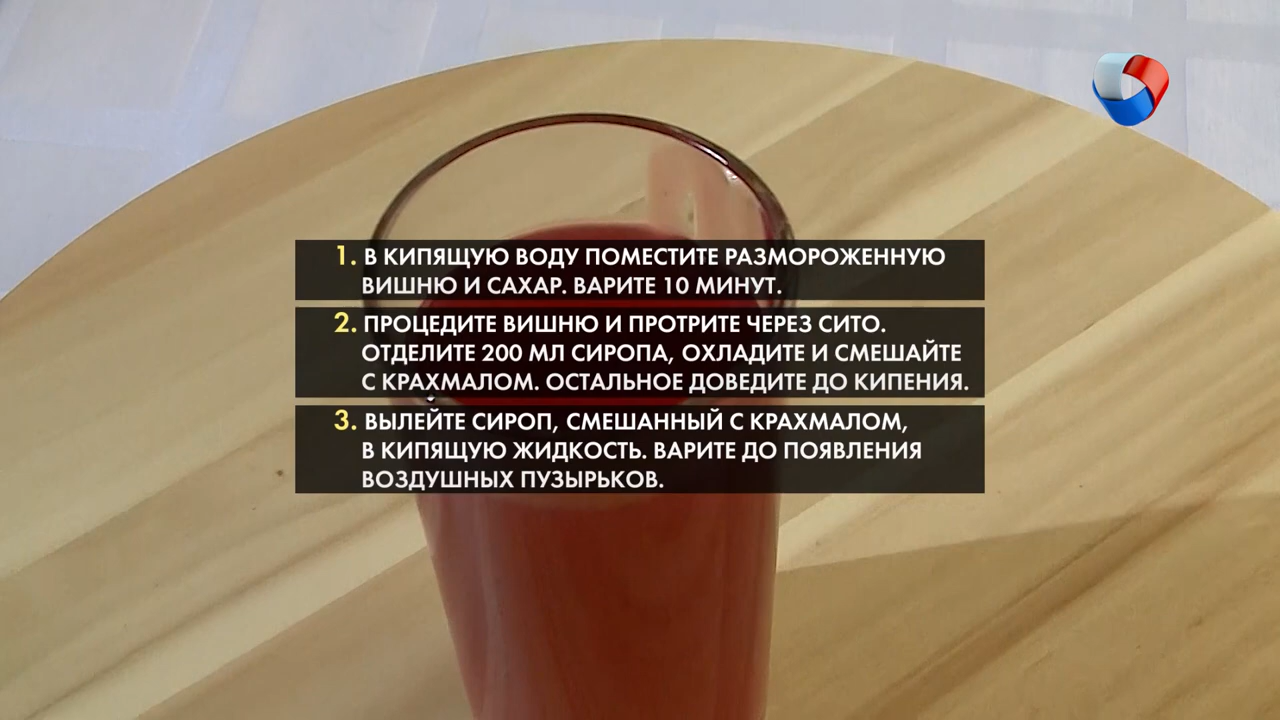 1. В КИПЯЩУЮ ВОДУ ПОМЕСТИТЕ РАЗМОРОЖЕННУЮ
ВИШНЮ И САХАР. ВАРИТЕ 10 МИНУТ.
2. ПРОЦЕДИТЕ ВИШНЮ И ПРОТРИТЕ ЧЕРЕЗ СИТО.
ОТДЕЛИТЕ 200 МЛ СИРОПА, ОХЛАДИТЕ И СМЕШАЙТЕ
С КРАХМАЛОМ. ОСТАЛЬНОЕ ДОВЕДИТЕ ДО КИПЕНИЯ.
3. ВЫЛЕЙТЕ СИРОП, СМЕШАННЫЙ С КРАХМАЛОМ,
В КИПЯЩУЮ ЖИДКОСТЬ. ВАРИТЕ ДО ПОЯВЛЕНИЯ
ВОЗДУШНЫХ ПУЗЫРЬКОВ.